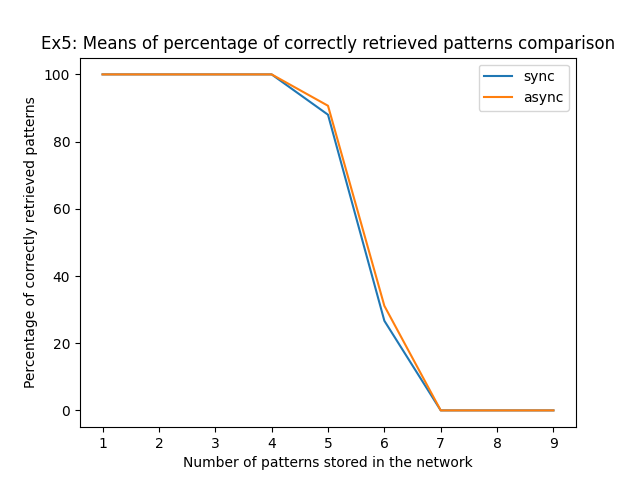 Ex5: Means of percentage of correctly retrieved patterns comparison
sync
async
Percentage of correctly retrieved patterns
100
80
60
40
20
0
1 2 3 4 5 6 7 8 9
Number of patterns stored in the network